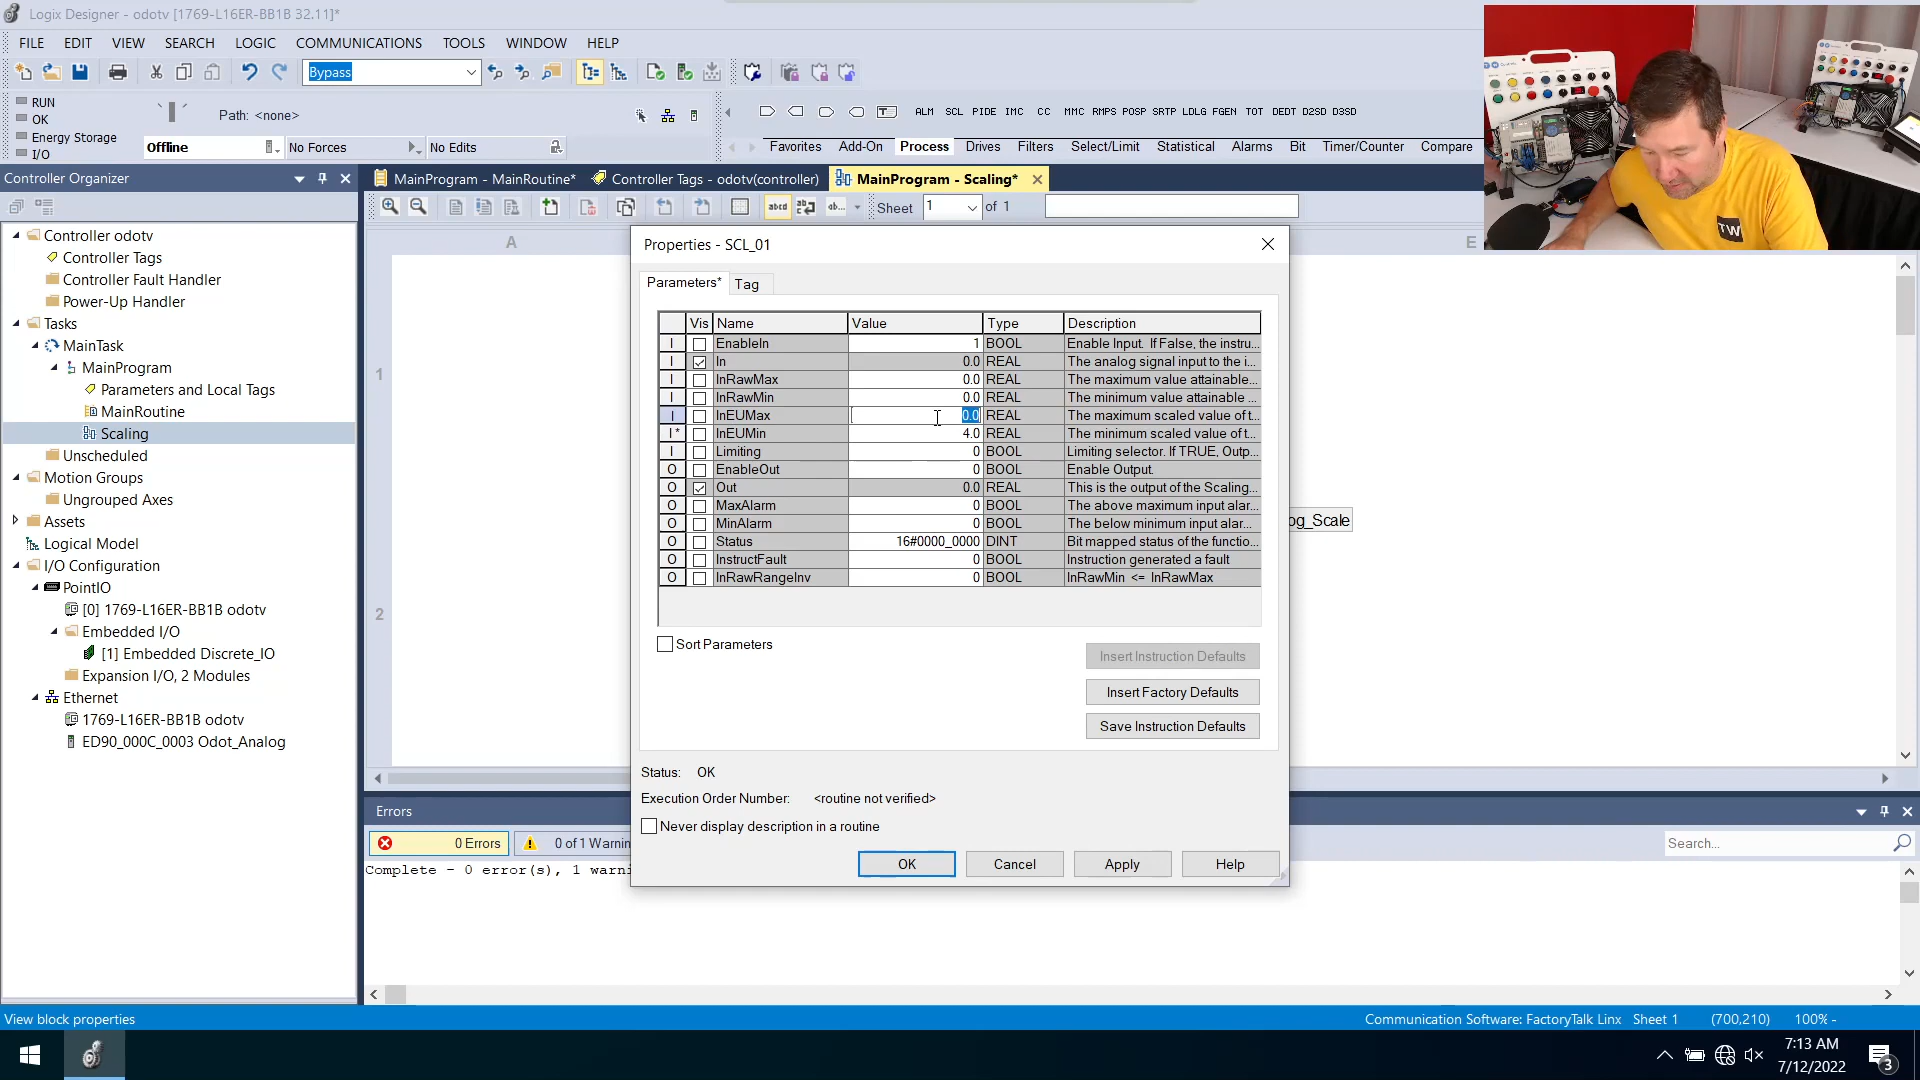 Logix Designer - odotv [1769-L16ER-BB1B 32.11]*
FILE EDIT VIEW SEARCH LOGIC COMMUNICATIONS TOOLS WINDOW HELP
Bypass
RUN
OK
Energy Storage
I/O
Path: <none>
Offline
No Forces
No Edits
ALM SCL PIDE IMC CC MMC RMPS POSP SRTP LDLG FGEN TOT DEDT D2SD D3SD
Favorites Add-On Process Drives Filters Select/Limit Statistical Alarms Bit Timer/Counter Compare
TW
Controller Organizer
MainProgram - MainRoutine*
Controller Tags - odotv(controller)
MainProgram - Scaling*
abcd
ab...
Sheet 1 of 1
Controller odotv
Controller Tags
Controller Fault Handler
Power-Up Handler
Tasks
MainTask
MainProgram
Parameters and Local Tags
MainRoutine
Scaling
Unscheduled
Motion Groups
Ungrouped Axes
Assets
Logical Model
I/O Configuration
PointIO
[0] 1769-L16ER-BB1B odotv
Embedded I/O
[1] Embedded Discrete_IO
Expansion I/O, 2 Modules
Ethernet
1769-L16ER-BB1B odotv
ED90_000C_0003 Odot_Analog
A
E
1
2
og_Scale
Properties - SCL_01
Parameters*
Tag
Vis Name Value Type Description
I EnableIn 1 BOOL Enable Input. If False, the instru...
I In 0.0 REAL The analog signal input to the i...
I InRawMax 0.0 REAL The maximum value attainable...
I InRawMin 0.0 REAL The minimum value attainable ...
I InEUMax 0.0 REAL The maximum scaled value of t...
I* InEUMin 4.0 REAL The minimum scaled value of t...
I Limiting 0 BOOL Limiting selector. If TRUE, Outp...
O EnableOut 0 BOOL Enable Output.
O Out 0.0 REAL This is the output of the Scaling...
O MaxAlarm 0 BOOL The above maximum input alar...
O MinAlarm 0 BOOL The below minimum input alar...
O Status 16#0000_0000 DINT Bit mapped status of the functio...
O InstructFault 0 BOOL Instruction generated a fault
O InRawRangeInv 0 BOOL InRawMin <= InRawMax
Sort Parameters
Insert Instruction Defaults
Insert Factory Defaults
Save Instruction Defaults
Status: OK
Execution Order Number: <routine not verified>
Never display description in a routine
OK
Cancel
Apply
Help
Errors
0 Errors
0 of 1 Warnin
Search...
Complete - 0 error(s), 1 warni
View block properties
Communication Software: FactoryTalk Linx
Sheet 1
(700,210)
100%
7:13 AM
7/12/2022
3